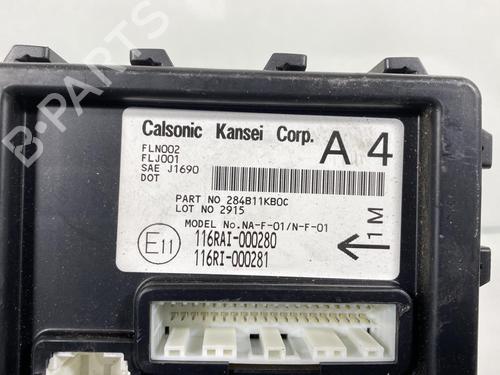 Calsonic Kansei Corp. A 4
FLN002
FLJ001
SAE J1690
DOT
PART NO 284B11KB0C
LOT NO 2915
MODEL No. NA-F-01/N-F-01
E11
116RAI-000280
116RI-000281
1M
B-PARTS